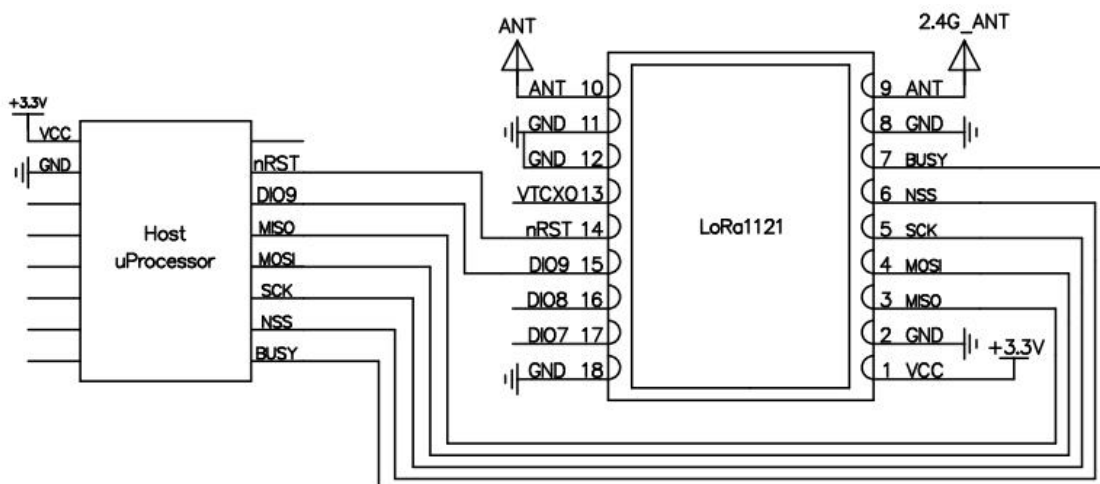 ANT
2.4G_ANT
+3.3V
VCC
GND
nRST
DIO9
MISO
MOSI
SCK
NSS
BUSY
Host
uProcessor
ANT 10
GND 11
GND 12
VTCXO 13
nRST 14
DIO9 15
DIO8 16
DIO7 17
GND 18
LoRa1121
9 ANT
8 GND
7 BUSY
6 NSS
5 SCK
4 MOSI
3 MISO
2 GND
1 VCC
+3.3V